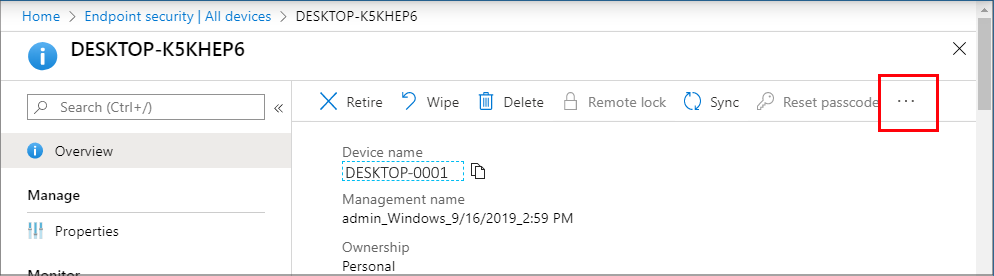 Home > Endpoint security | All devices > DESKTOP-K5KHEP6
DESKTOP-K5KHEP6
Search (Ctrl+/)
«
Retire Wipe Delete Remote lock Sync Reset passcode ...
Overview
Manage
Properties
Monitor
Device name
DESKTOP-0001
Management name
admin_Windows_9/16/2019_2:59 PM
Ownership
Personal